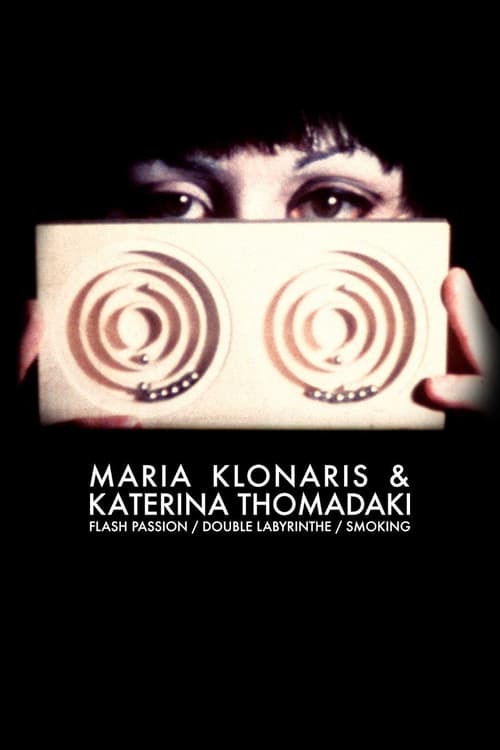 MARIA KLONARIS &
KATERINA THOMADAKI
FLASH PASSION / DOUBLE LABYRINTHE / SMOKING